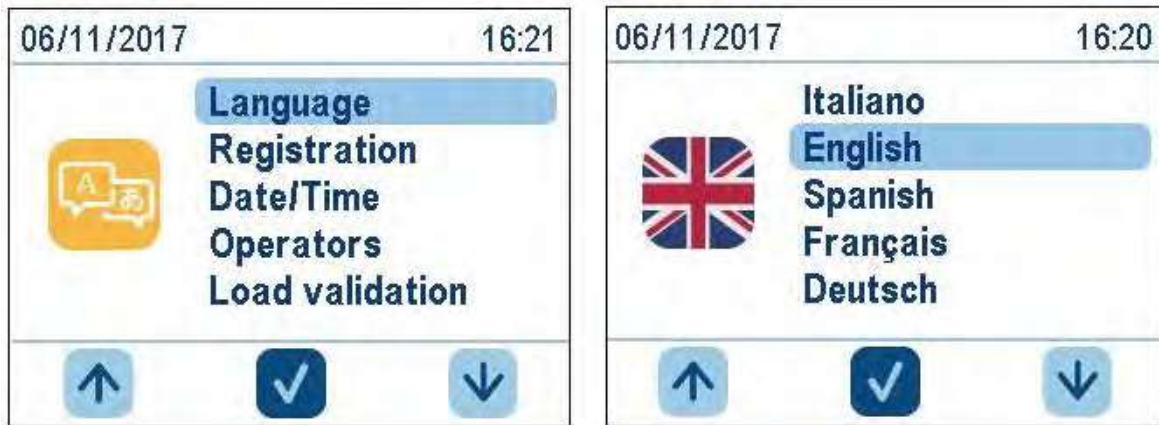 06/11/2017 16:21
Language
Registration
Date/Time
Operators
Load validation
A あ
06/11/2017 16:20
Italiano
English
Spanish
Français
Deutsch